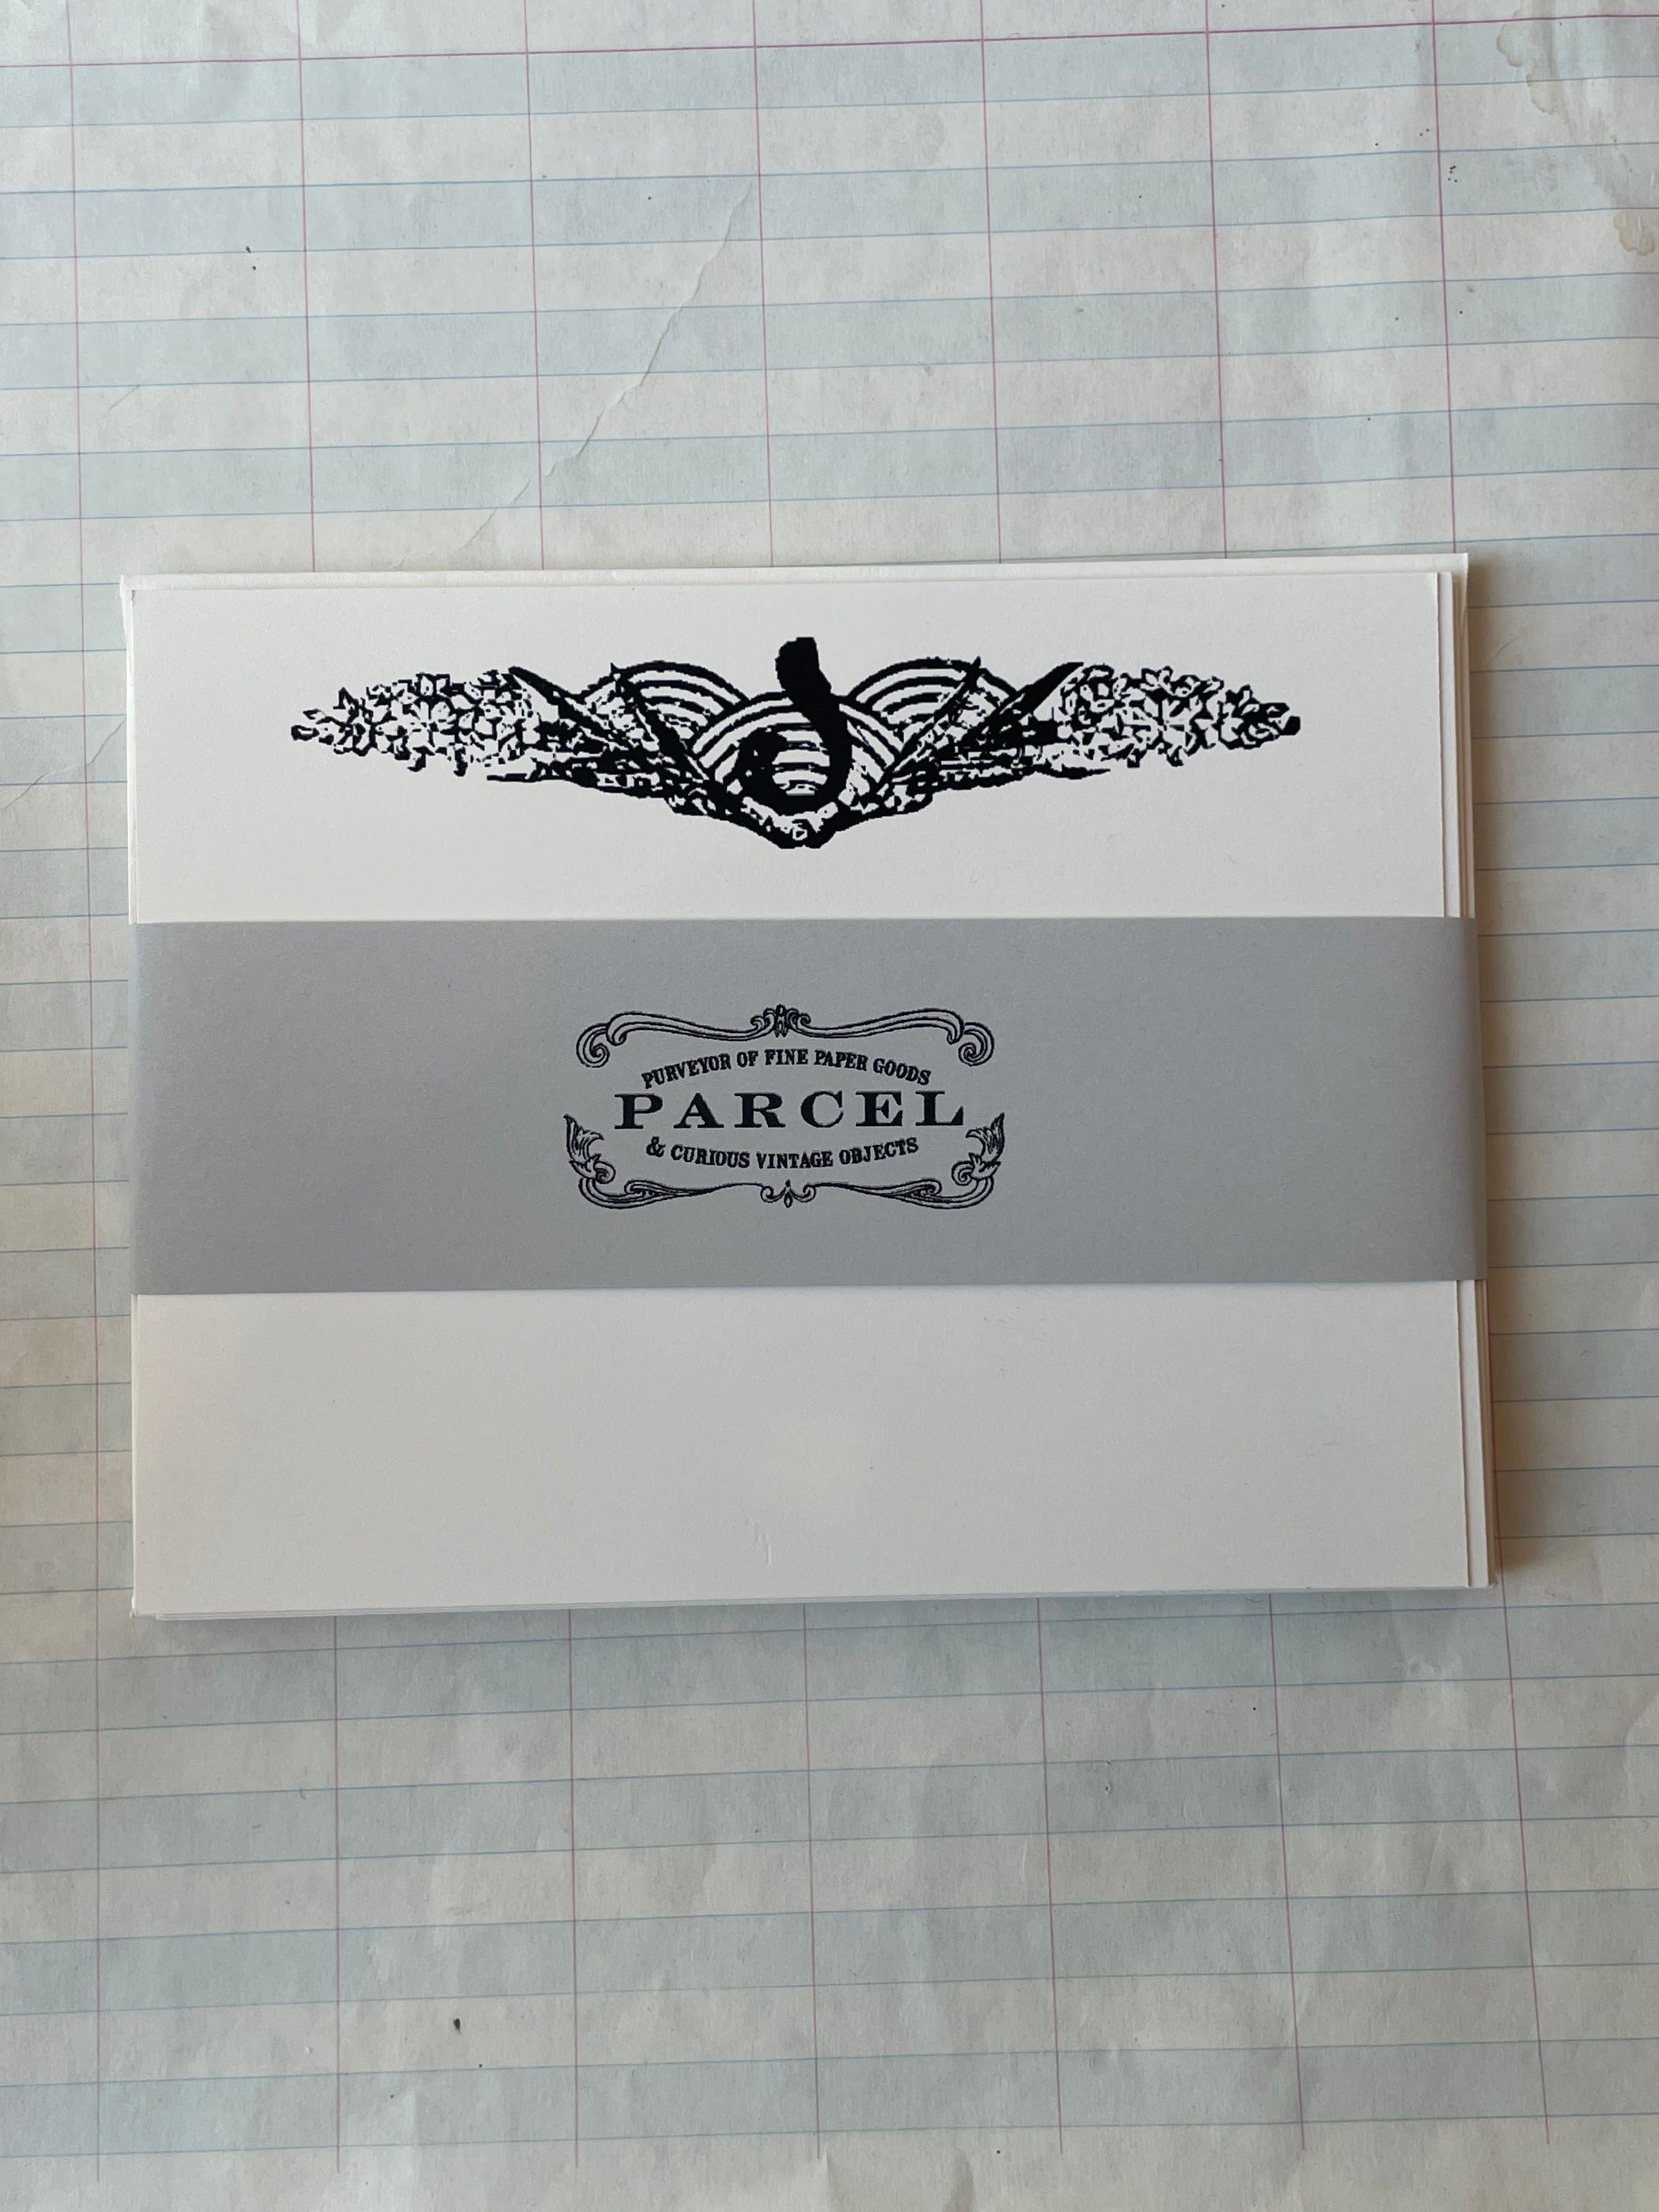 PURVEYOR OF FINE PAPER GOODS
PARCEL
& CURIOUS VINTAGE OBJECTS